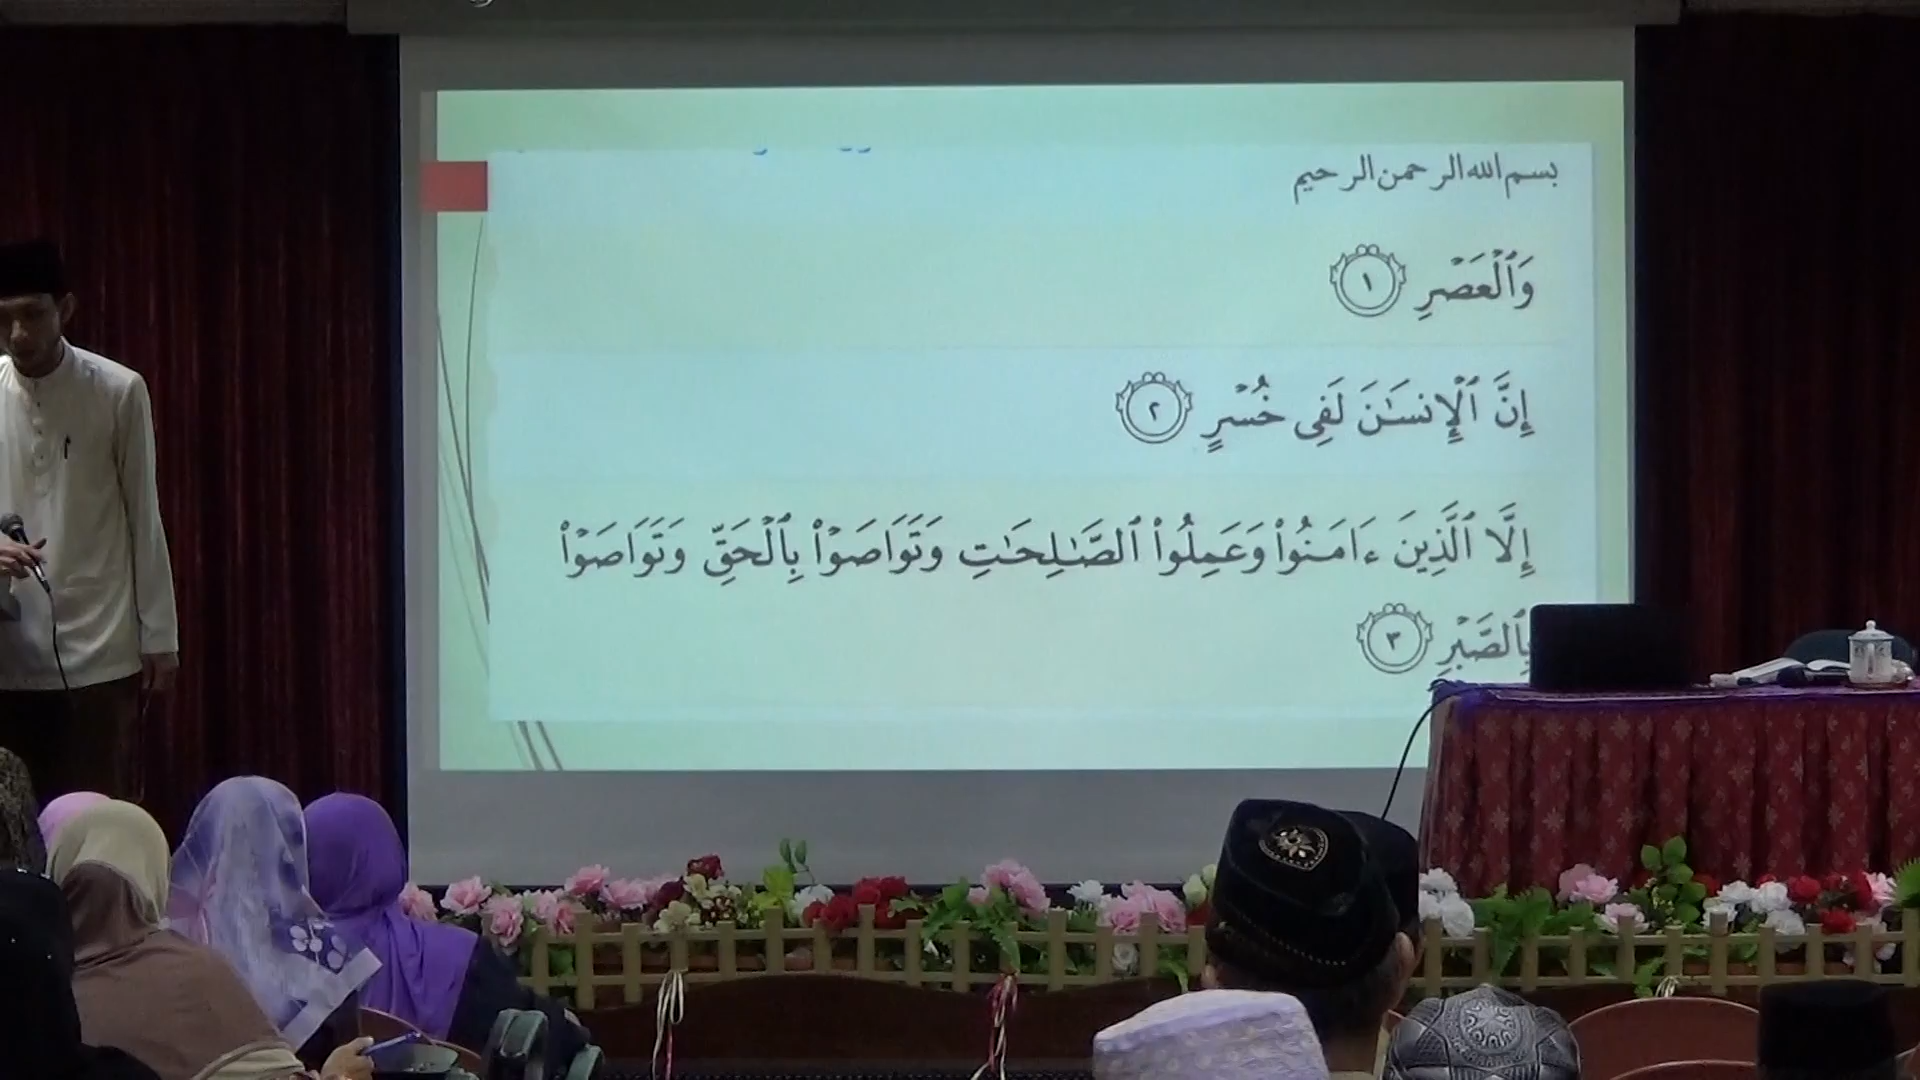 بسم الله الرحمن الرحيم
وَٱلْعَصْرِ ١
إِنَّ ٱلْإِنسَـٰنَ لَفِى خُسْرٍ ٢
إِلَّا ٱلَّذِينَ ءَامَنُوا۟ وَعَمِلُوا۟ ٱلصَّـٰلِحَـٰتِ وَتَوَاصَوْا۟ بِٱلْحَقِّ وَتَوَاصَوْا۟
بِٱلصَّبْرِ ٣